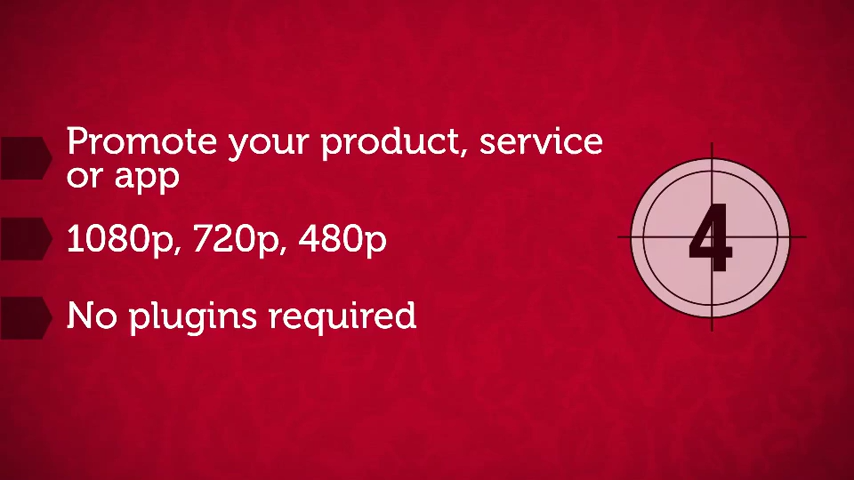 Promote your product, service
or app
1080p, 720p, 480p
No plugins required
4